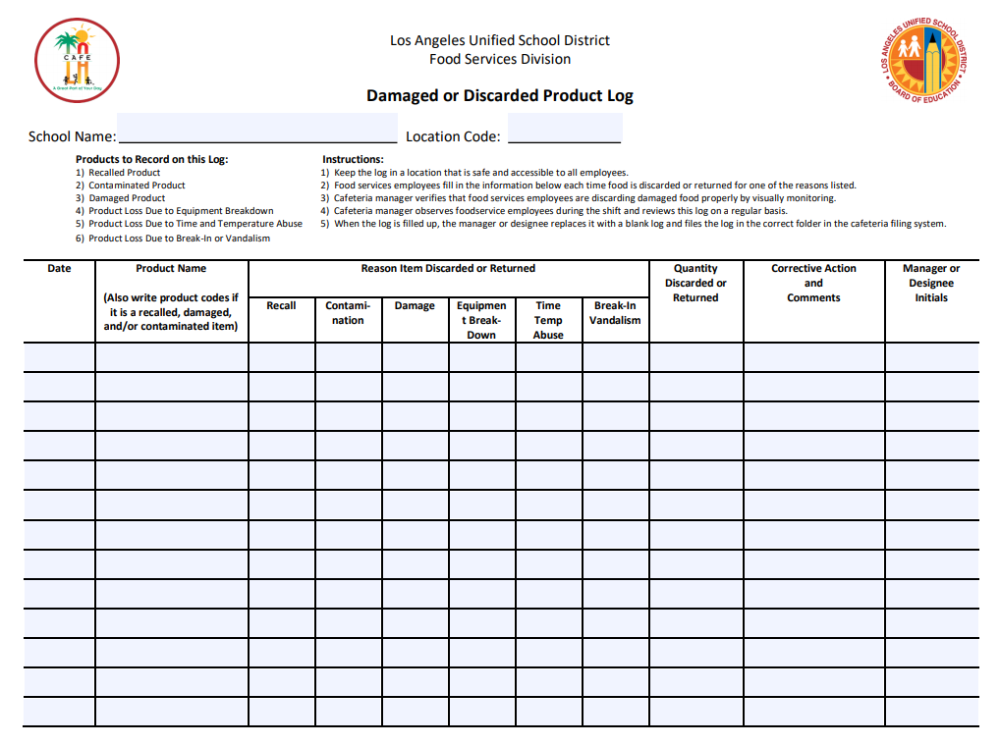 Los Angeles Unified School District
Food Services Division
CAFE
LA
A Great Part of Your Day
LOS ANGELES UNIFIED SCHOOL DISTRICT
BOARD OF EDUCATION
Damaged or Discarded Product Log
School Name: Location Code:
Products to Record on this Log:
1) Recalled Product
2) Contaminated Product
3) Damaged Product
4) Product Loss Due to Equipment Breakdown
5) Product Loss Due to Time and Temperature Abuse
6) Product Loss Due to Break-In or Vandalism
Instructions:
1) Keep the log in a location that is safe and accessible to all employees.
2) Food services employees fill in the information below each time food is discarded or returned for one of the reasons listed.
3) Cafeteria manager verifies that food services employees are discarding damaged food properly by visually monitoring.
4) Cafeteria manager observes foodservice employees during the shift and reviews this log on a regular basis.
5) When the log is filled up, the manager or designee replaces it with a blank log and files the log in the correct folder in the cafeteria filing system.
Date
Product Name
(Also write product codes if
it is a recalled, damaged,
and/or contaminated item)
Reason Item Discarded or Returned
Recall
Contami-
nation
Damage
Equipmen
t Break-
Down
Time
Temp
Abuse
Break-In
Vandalism
Quantity
Discarded or
Returned
Corrective Action
and
Comments
Manager or
Designee
Initials